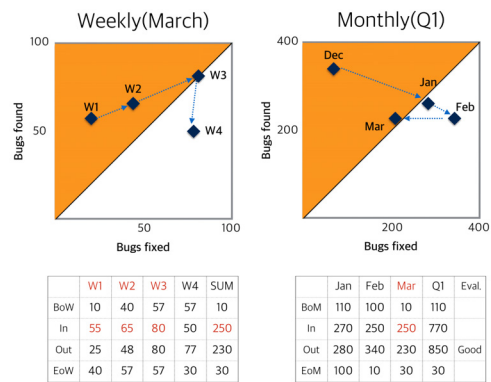 Weekly(March)
Monthly(Q1)
100
W3
W2
W1
50
W4
Bugs found
50
100
Bugs fixed
400
Dec
Jan
Feb
Mar
200
Bugs found
200
400
Bugs fixed
W1 W2 W3 W4 SUM
BoW 10 40 57 57 10
In 55 65 80 50 250
Out 25 48 80 77 230
EoW 40 57 57 30 30
Jan Feb Mar Q1 Eval.
BoM 110 100 10 110
In 270 250 250 770
Out 280 340 230 850 Good
EoM 100 10 30 30